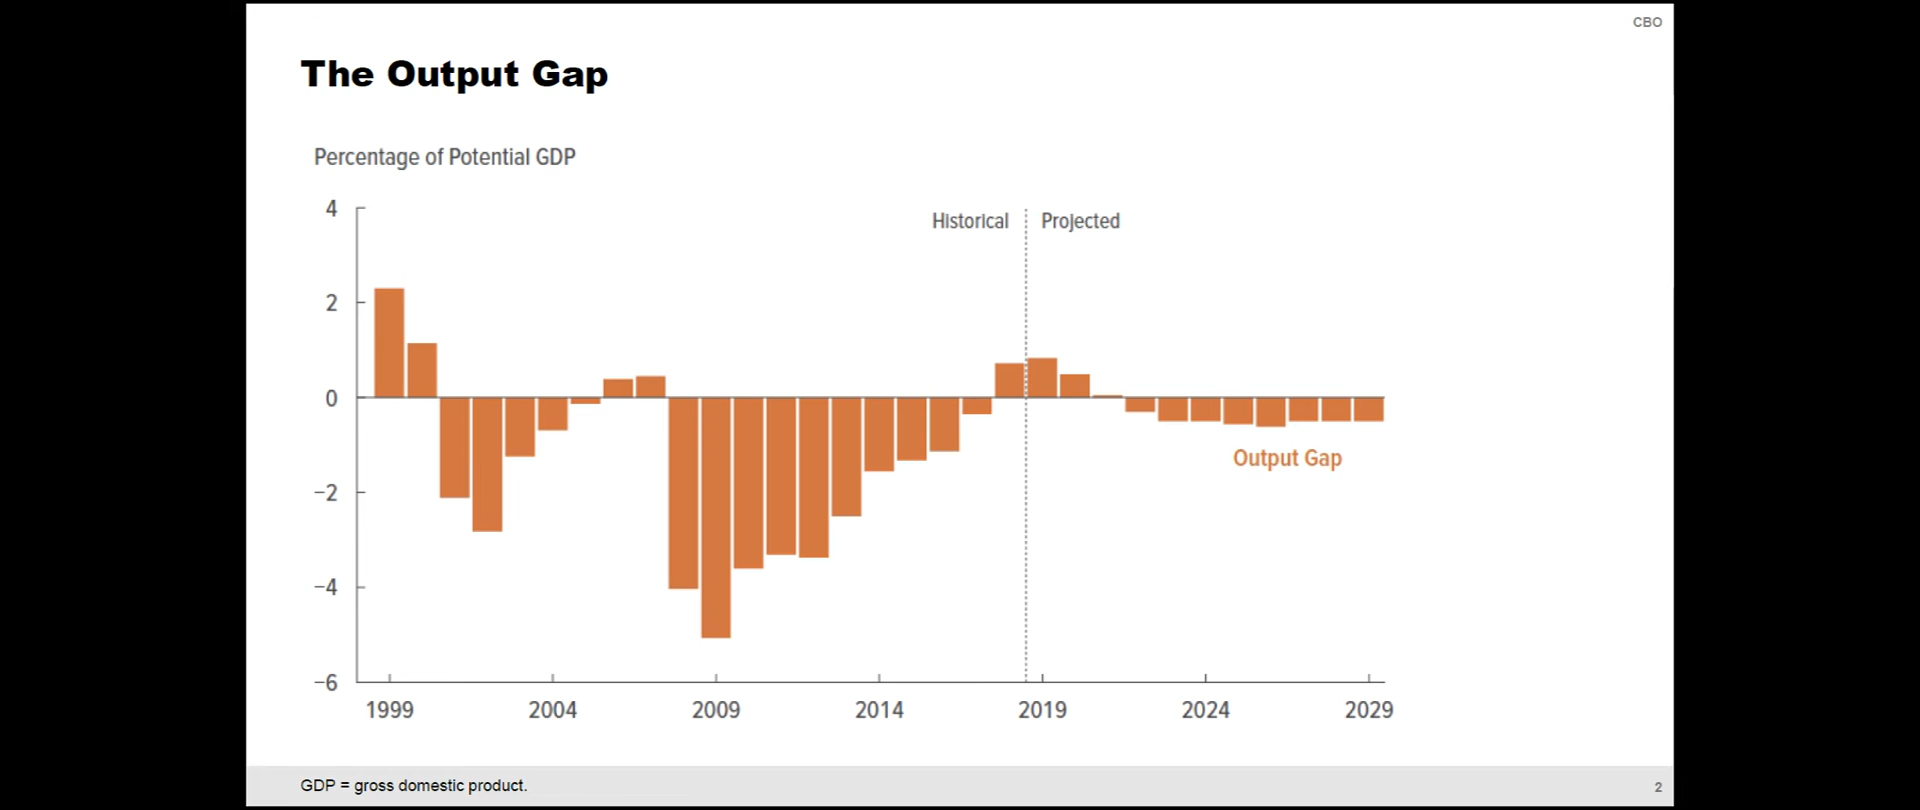 CBO
The Output Gap
Percentage of Potential GDP
4
Historical Projected
2
0
Output Gap
−2
−4
−6
1999 2004 2009 2014 2019 2024 2029
GDP = gross domestic product.
2